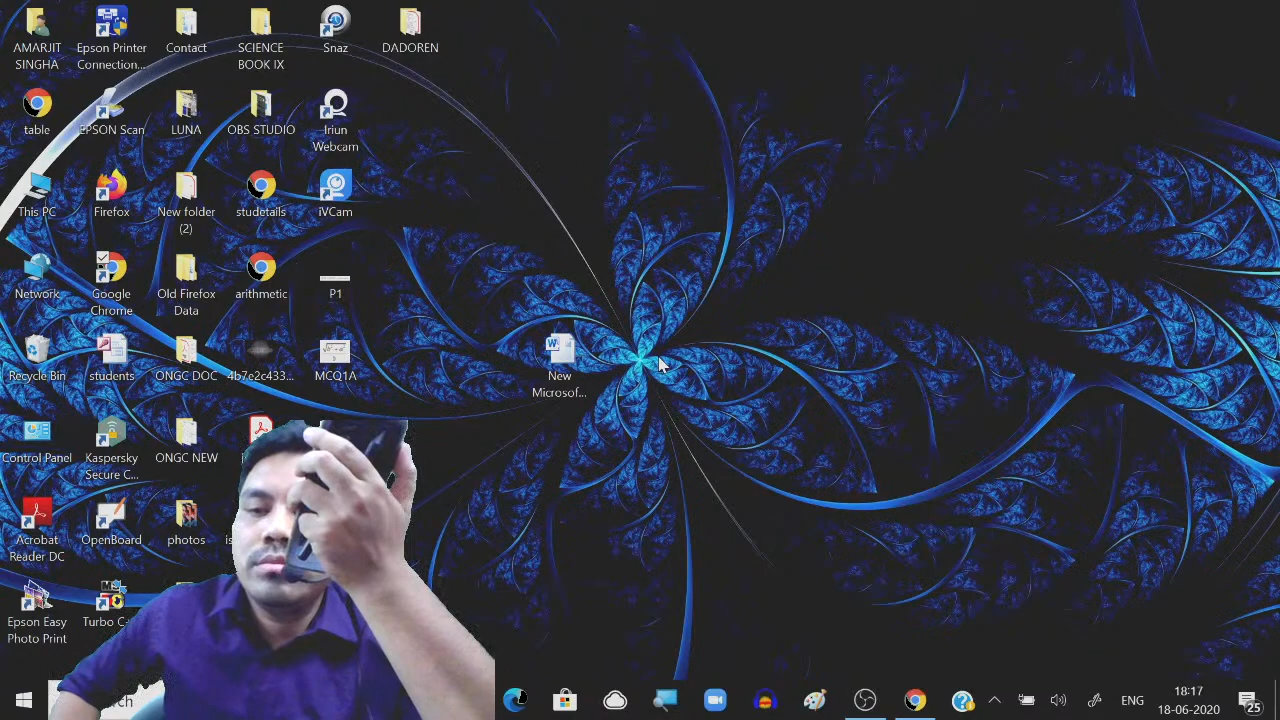 AMARJIT
SINGHA
Epson Printer
Connection...
Contact
SCIENCE
BOOK IX
Snaz
DADOREN
table
EPSON Scan
LUNA
OBS STUDIO
Iriun
Webcam
This PC
Firefox
New folder
(2)
studetails
iVCam
Network
Google
Chrome
Old Firefox
Data
arithmetic
P1
Recycle Bin
students
ONGC DOC
4b7e2c433...
MCQ1A
New
Microsof...
Control Panel
Kaspersky
Secure C...
ONGC NEW
Acrobat
Reader DC
OpenBoard
photos
Epson Easy
Photo Print
Turbo C
ENG
18:17
18-06-2020
25